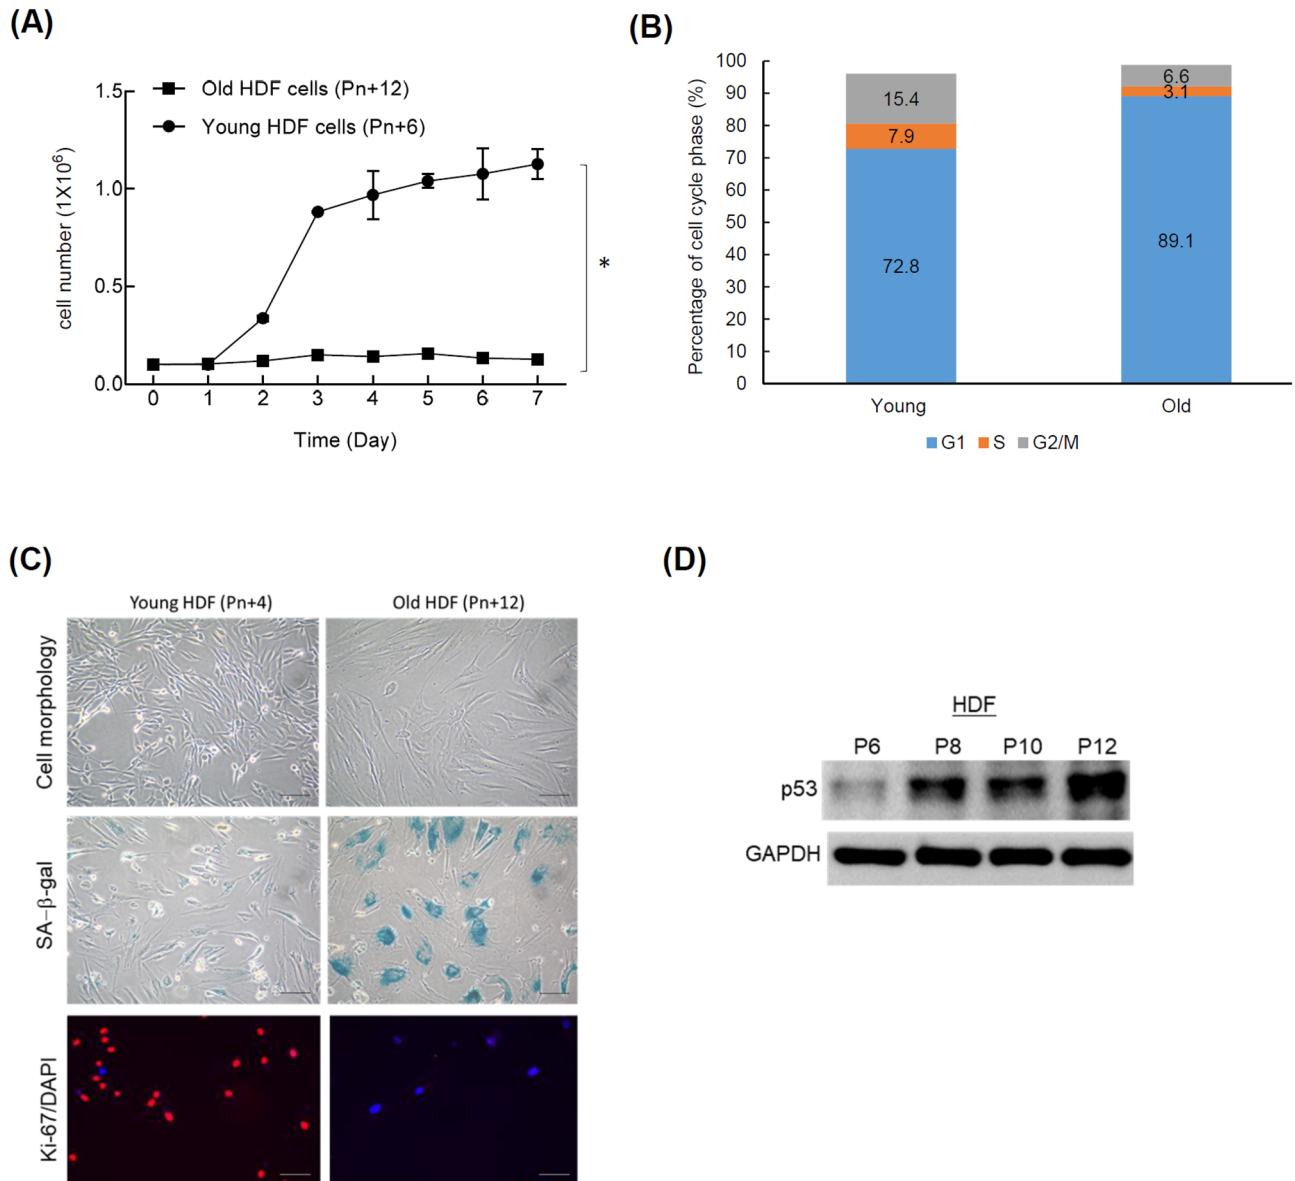 (A)
1.5
1.0
0.5
0.0
cell number (1X10⁶)
Old HDF cells (Pn+12)
Young HDF cells (Pn+6)
*
0 1 2 3 4 5 6 7
Time (Day)
(B)
Percentage of cell cycle phase (%)
100
90
80
70
60
50
40
30
20
10
0
15.4
7.9
72.8
6.6
3.1
89.1
Young Old
G1 S G2/M
(C)
Young HDF (Pn+4) Old HDF (Pn+12)
Cell morphology
SA-β-gal
Ki-67/DAPI
(D)
HDF
P6 P8 P10 P12
p53
GAPDH